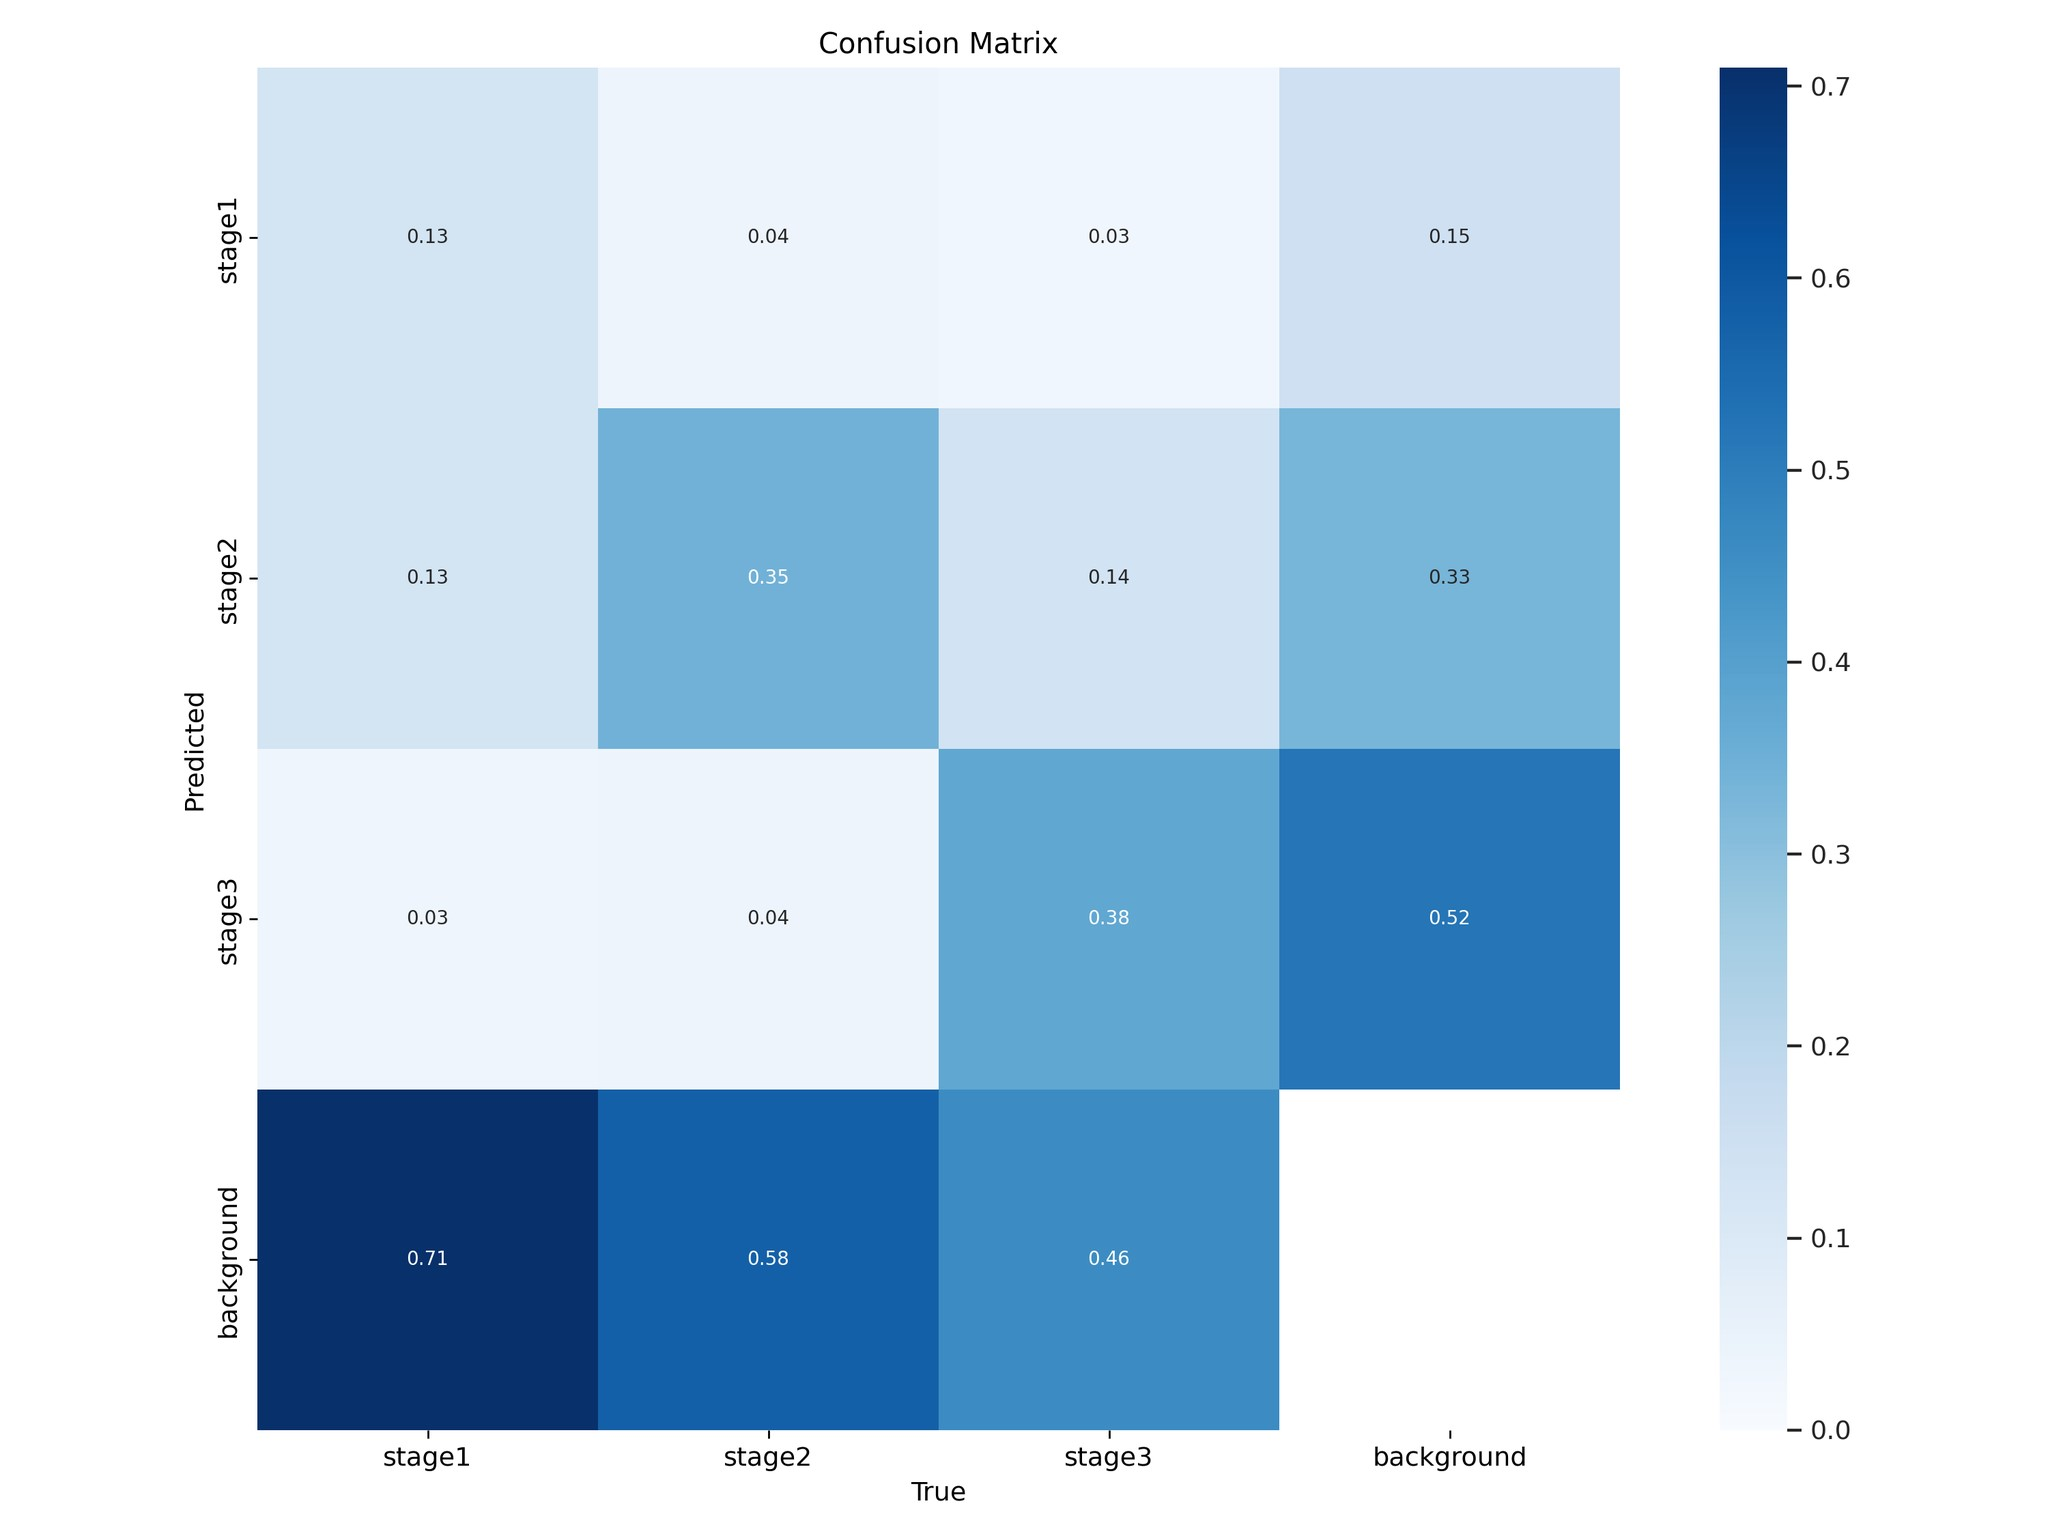 Confusion Matrix
stage1
0.13 0.04 0.03 0.15
stage2
0.13 0.35 0.14 0.33
stage3
0.03 0.04 0.38 0.52
background
0.71 0.58 0.46
Predicted
stage1 stage2 stage3 background
True
0.7
0.6
0.5
0.4
0.3
0.2
0.1
0.0